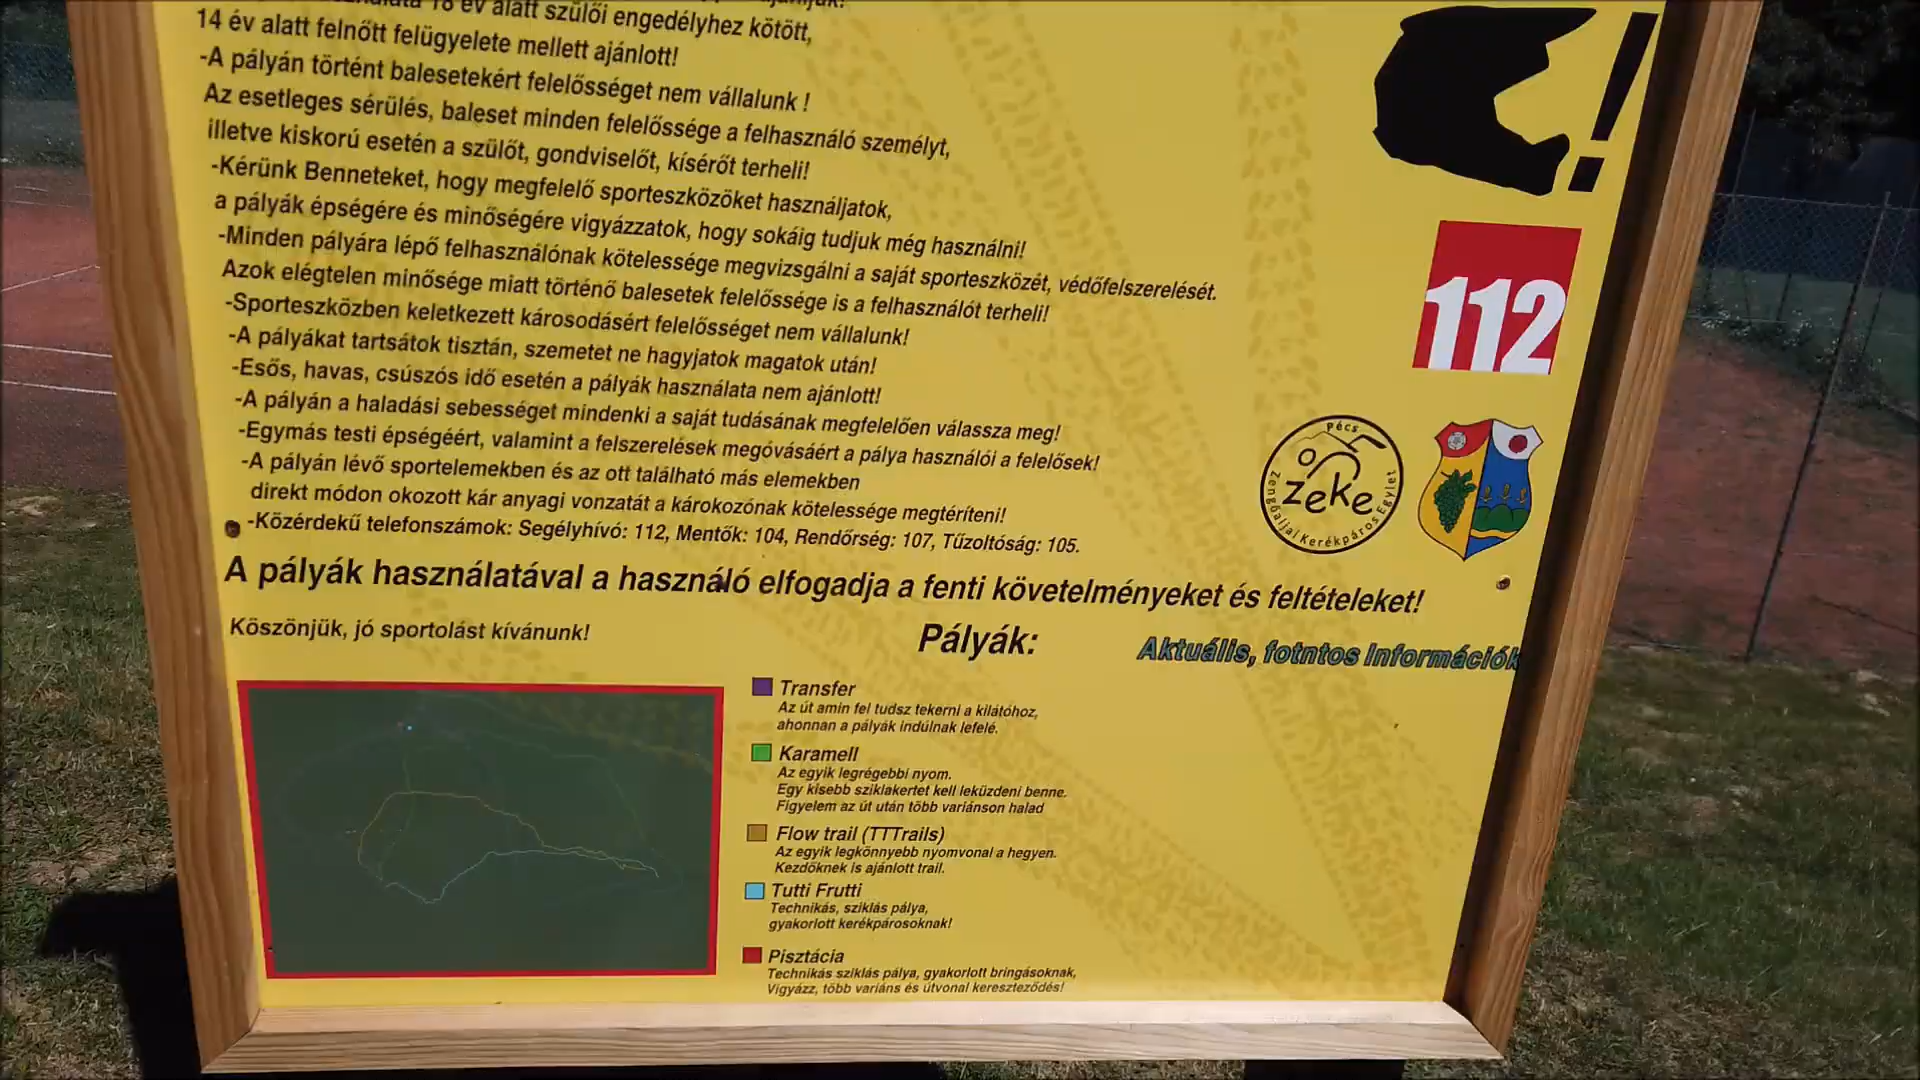 18 év alatt szülői engedélyhez kötött,
14 év alatt felnőtt felügyelete mellett ajánlott!
-A pályán történt balesetekért felelősséget nem vállalunk !
Az esetleges sérülés, baleset minden felelőssége a felhasználó személyt,
illetve kiskorú esetén a szülőt, gondviselőt, kísérőt terheli!
-Kérünk Benneteket, hogy megfelelő sporteszközöket használjatok,
a pályák épségére és minőségére vigyázzatok, hogy sokáig tudjuk még használni!
-Minden pályára lépő felhasználónak kötelessége megvizsgálni a saját sporteszközét, védőfelszerelését.
Azok elégtelen minősége miatt történő balesetek felelőssége is a felhasználót terheli!
-Sporteszközben keletkezett károsodásért felelősséget nem vállalunk!
-A pályákat tartsátok tisztán, szemetet ne hagyjatok magatok után!
-Esős, havas, csúszós idő esetén a pályák használata nem ajánlott!
-A pályán a haladási sebességet mindenki a saját tudásának megfelelően válassza meg!
-Egymás testi épségéért, valamint a felszerelések megóvásáért a pálya használói a felelősek!
-A pályán lévő sportelemekben és az ott található más elemekben
direkt módon okozott kár anyagi vonzatát a károkozónak kötelessége megtéríteni!
-Közérdekű telefonszámok: Segélyhívó: 112, Mentők: 104, Rendőrség: 107, Tűzoltóság: 105.
!
112
Pécs
zeke
Zengőaljai Kerékpáros Egylet
A pályák használatával a használó elfogadja a fenti követelményeket és feltételeket!
Köszönjük, jó sportolást kívánunk!
Pályák:
Aktuális, fotntos Információk
Transfer
Az út amin fel tudsz tekerni a kilátóhoz,
ahonnan a pályák indúlnak lefelé.
Karamell
Az egyik legrégebbi nyom.
Egy kisebb sziklakertet kell leküzdeni benne.
Figyelem az út után több variánson halad
Flow trail (TTTrails)
Az egyik legkönnyebb nyomvonal a hegyen.
Kezdőknek is ajánlott trail.
Tutti Frutti
Technikás, sziklás pálya,
gyakorlott kerékpárosoknak!
Pisztácia
Technikás sziklás pálya, gyakorlott bringásoknak,
Vigyázz, több variáns és útvonal kereszteződés!